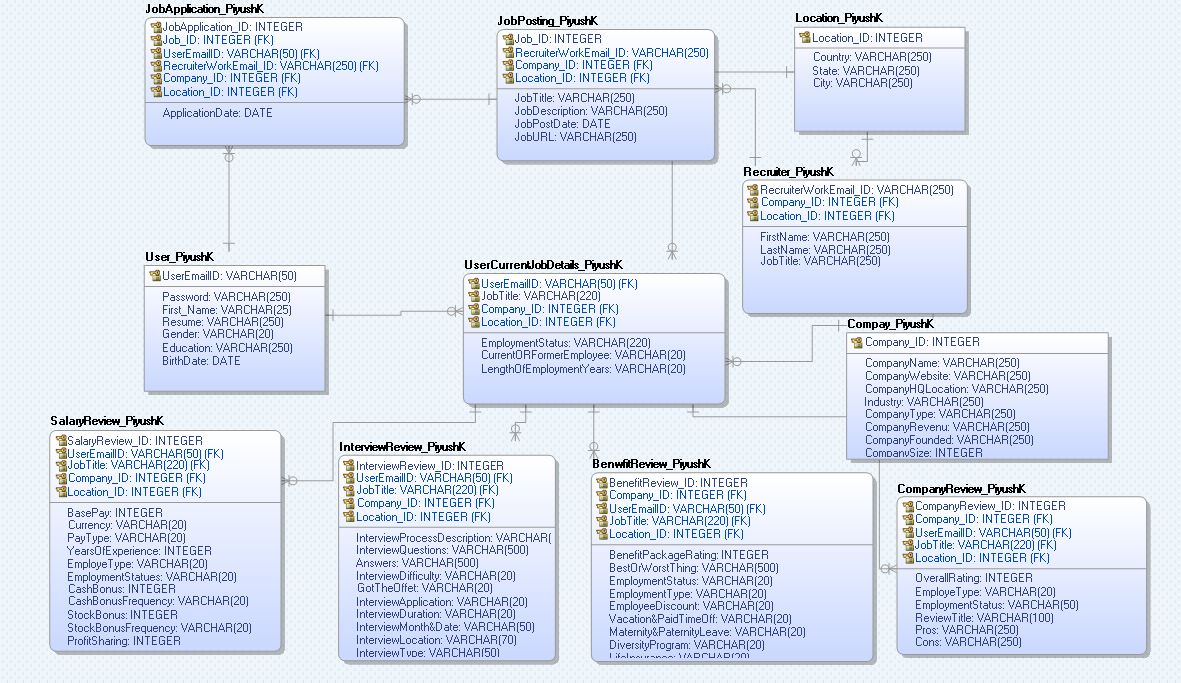 JobApplication_PiyushK
JobApplication_ID: INTEGER
Job_ID: INTEGER (FK)
UserEmailID: VARCHAR(50) (FK)
RecruiterWorkEmail_ID: VARCHAR(250) (FK)
Company_ID: INTEGER (FK)
Location_ID: INTEGER (FK)
ApplicationDate: DATE
JobPosting_PiyushK
Job_ID: INTEGER
RecruiterWorkEmail_ID: VARCHAR(250)
Company_ID: INTEGER (FK)
Location_ID: INTEGER (FK)
JobTitle: VARCHAR(250)
JobDescription: VARCHAR(250)
JobPostDate: DATE
JobURL: VARCHAR(250)
Location_PiyushK
Location_ID: INTEGER
Country: VARCHAR(250)
State: VARCHAR(250)
City: VARCHAR(250)
Recruiter_PiyushK
RecruiterWorkEmail_ID: VARCHAR(250)
Company_ID: INTEGER (FK)
Location_ID: INTEGER (FK)
FirstName: VARCHAR(250)
LastName: VARCHAR(250)
JobTitle: VARCHAR(250)
User_PiyushK
UserEmailID: VARCHAR(50)
Password: VARCHAR(250)
First_Name: VARCHAR(25)
Resume: VARCHAR(250)
Gender: VARCHAR(20)
Education: VARCHAR(250)
BirthDate: DATE
UserCurrentJobDetails_PiyushK
UserEmailID: VARCHAR(50) (FK)
JobTitle: VARCHAR(220)
Company_ID: INTEGER (FK)
Location_ID: INTEGER (FK)
EmploymentStatus: VARCHAR(220)
CurrentORFormerEmployee: VARCHAR(20)
LengthOfEmploymentYears: VARCHAR(20)
Compay_PiyushK
Company_ID: INTEGER
CompanyName: VARCHAR(250)
CompanyWebsite: VARCHAR(250)
CompanyHQLocation: VARCHAR(250)
Industry: VARCHAR(250)
CompanyType: VARCHAR(250)
CompanyRevenu: VARCHAR(250)
CompanyFounded: VARCHAR(250)
CompanySize: INTEGER
SalaryReview_PiyushK
SalaryReview_ID: INTEGER
UserEmailID: VARCHAR(50) (FK)
JobTitle: VARCHAR(220) (FK)
Company_ID: INTEGER (FK)
Location_ID: INTEGER (FK)
BasePay: INTEGER
Currency: VARCHAR(20)
PayType: VARCHAR(20)
YearsOfExperience: INTEGER
EmployeType: VARCHAR(20)
EmploymentStatues: VARCHAR(20)
CashBonus: INTEGER
CashBonusFrequency: VARCHAR(20)
StockBonus: INTEGER
StockBonusFrequency: VARCHAR(20)
ProfitSharing: INTEGER
InterviewReview_PiyushK
InterviewReview_ID: INTEGER
UserEmailID: VARCHAR(50) (FK)
JobTitle: VARCHAR(220) (FK)
Company_ID: INTEGER (FK)
Location_ID: INTEGER (FK)
InterviewProcessDescription: VARCHAR(
InterviewQuestions: VARCHAR(500)
Answers: VARCHAR(500)
InterviewDifficulty: VARCHAR(20)
GotTheOffet: VARCHAR(20)
InterviewApplication: VARCHAR(20)
InterviewDuration: VARCHAR(20)
InterviewMonth&Date: VARCHAR(50)
InterviewLocation: VARCHAR(70)
InterviewType: VARCHAR(50)
BenwfitReview_PiyushK
BenefitReview_ID: INTEGER
Company_ID: INTEGER (FK)
UserEmailID: VARCHAR(50) (FK)
JobTitle: VARCHAR(220) (FK)
Location_ID: INTEGER (FK)
BenefitPackageRating: INTEGER
BestOrWorstThing: VARCHAR(500)
EmploymentStatus: VARCHAR(20)
EmploymentType: VARCHAR(20)
EmployeeDiscount: VARCHAR(20)
Vacation&PaidTimeOff: VARCHAR(20)
Maternity&PaternityLeave: VARCHAR(20)
DiversityProgram: VARCHAR(20)
LifeInsurance: VARCHAR(20)
CompanyReview_PiyushK
CompanyReview_ID: INTEGER
Company_ID: INTEGER (FK)
UserEmailID: VARCHAR(50) (FK)
JobTitle: VARCHAR(220) (FK)
Location_ID: INTEGER (FK)
OverallRating: INTEGER
EmployeType: VARCHAR(20)
EmploymentStatus: VARCHAR(50)
ReviewTitle: VARCHAR(100)
Pros: VARCHAR(250)
Cons: VARCHAR(250)